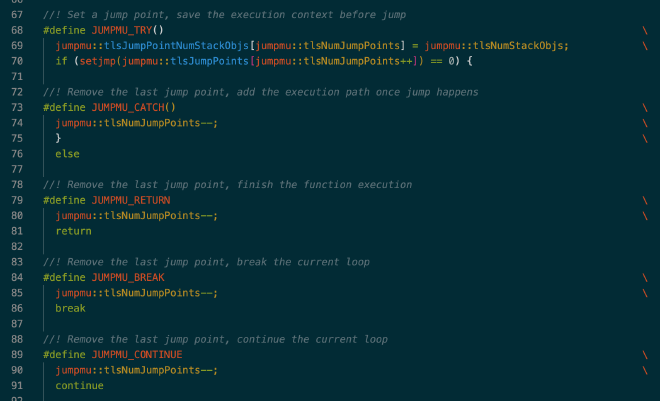 67 //! Set a jump point, save the execution context before jump
68 #define JUMPMU_TRY() \
69 jumpmu::tlsJumpPointNumStackObjs[jumpmu::tlsNumJumpPoints] = jumpmu::tlsNumStackObjs; \
70 if (setjmp(jumpmu::tlsJumpPoints[jumpmu::tlsNumJumpPoints++]) == 0) {
71
72 //! Remove the last jump point, add the execution path once jump happens
73 #define JUMPMU_CATCH() \
74 jumpmu::tlsNumJumpPoints--; \
75 } \
76 else
77
78 //! Remove the last jump point, finish the function execution
79 #define JUMPMU_RETURN \
80 jumpmu::tlsNumJumpPoints--; \
81 return
82
83 //! Remove the last jump point, break the current loop
84 #define JUMPMU_BREAK \
85 jumpmu::tlsNumJumpPoints--; \
86 break
87
88 //! Remove the last jump point, continue the current loop
89 #define JUMPMU_CONTINUE \
90 jumpmu::tlsNumJumpPoints--; \
91 continue